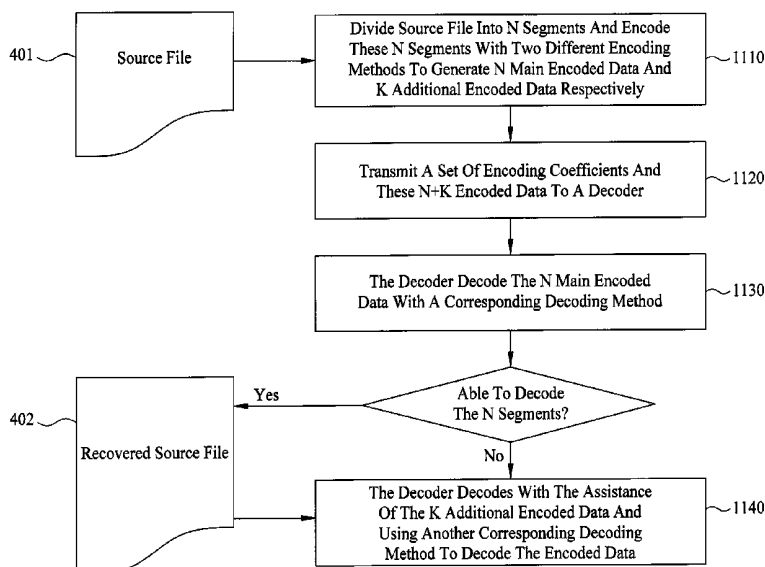 401
Source File
Divide Source File Into N Segments And Encode
These N Segments With Two Different Encoding
Methods To Generate N Main Encoded Data And
K Additional Encoded Data Respectively
1110
Transmit A Set Of Encoding Coefficients And
These N+K Encoded Data To A Decoder
1120
The Decoder Decode The N Main Encoded
Data With A Corresponding Decoding Method
1130
Able To Decode
The N Segments?
Yes
No
402
Recovered Source File
The Decoder Decodes With The Assistance
Of The K Additional Encoded Data And
Using Another Corresponding Decoding
Method To Decode The Encoded Data
1140